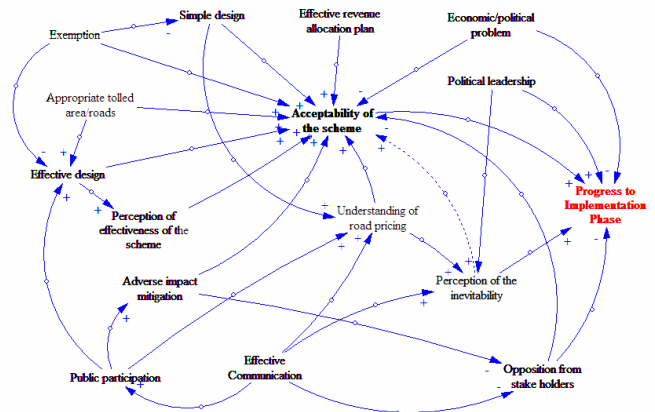 Simple design
Effective revenue
allocation plan
Economic/political
problem
Exemption
Political leadership
Appropriate tolled
area/roads
Acceptability of
the scheme
Effective design
Progress to
Implementation
Phase
Perception of
effectiveness of the
scheme
Understanding of
road pricing
Adverse impact
mitigation
Perception of the
inevitability
Public participation
Effective
Communication
Opposition from
stake holders